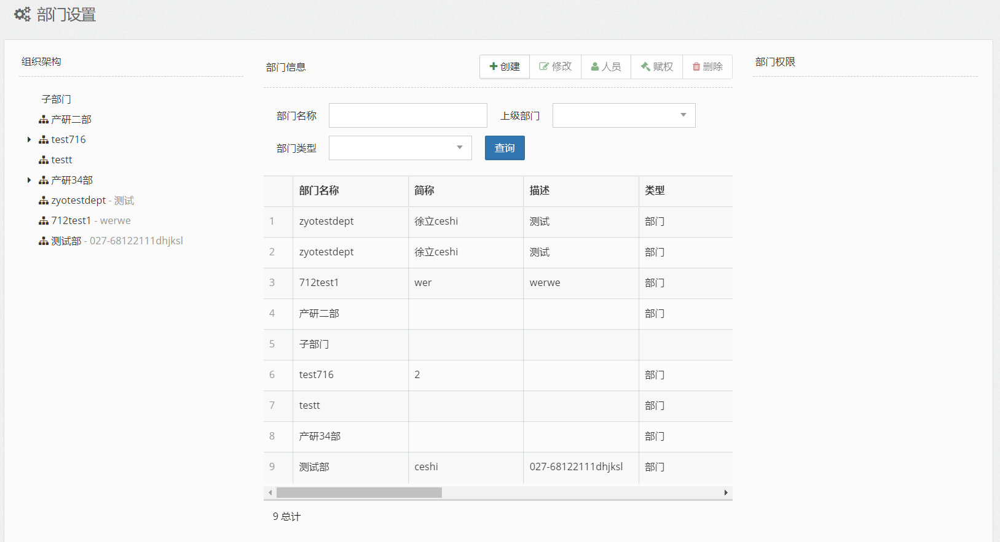 部门设置
组织架构
子部门
产研二部
test716
testt
产研34部
zyotestdept - 测试
712test1 - werwe
测试部 - 027-68122111dhjksl
部门信息
创建 修改 人员 赋权 删除
部门名称 上级部门
部门类型 查询
部门名称 简称 描述 类型
1 zyotestdept 徐立ceshi 测试 部门
2 zyotestdept 徐立ceshi 测试 部门
3 712test1 wer werwe 部门
4 产研二部 部门
5 子部门
6 test716 2 部门
7 testt 部门
8 产研34部 部门
9 测试部 ceshi 027-68122111dhjksl 部门
9 总计
部门权限